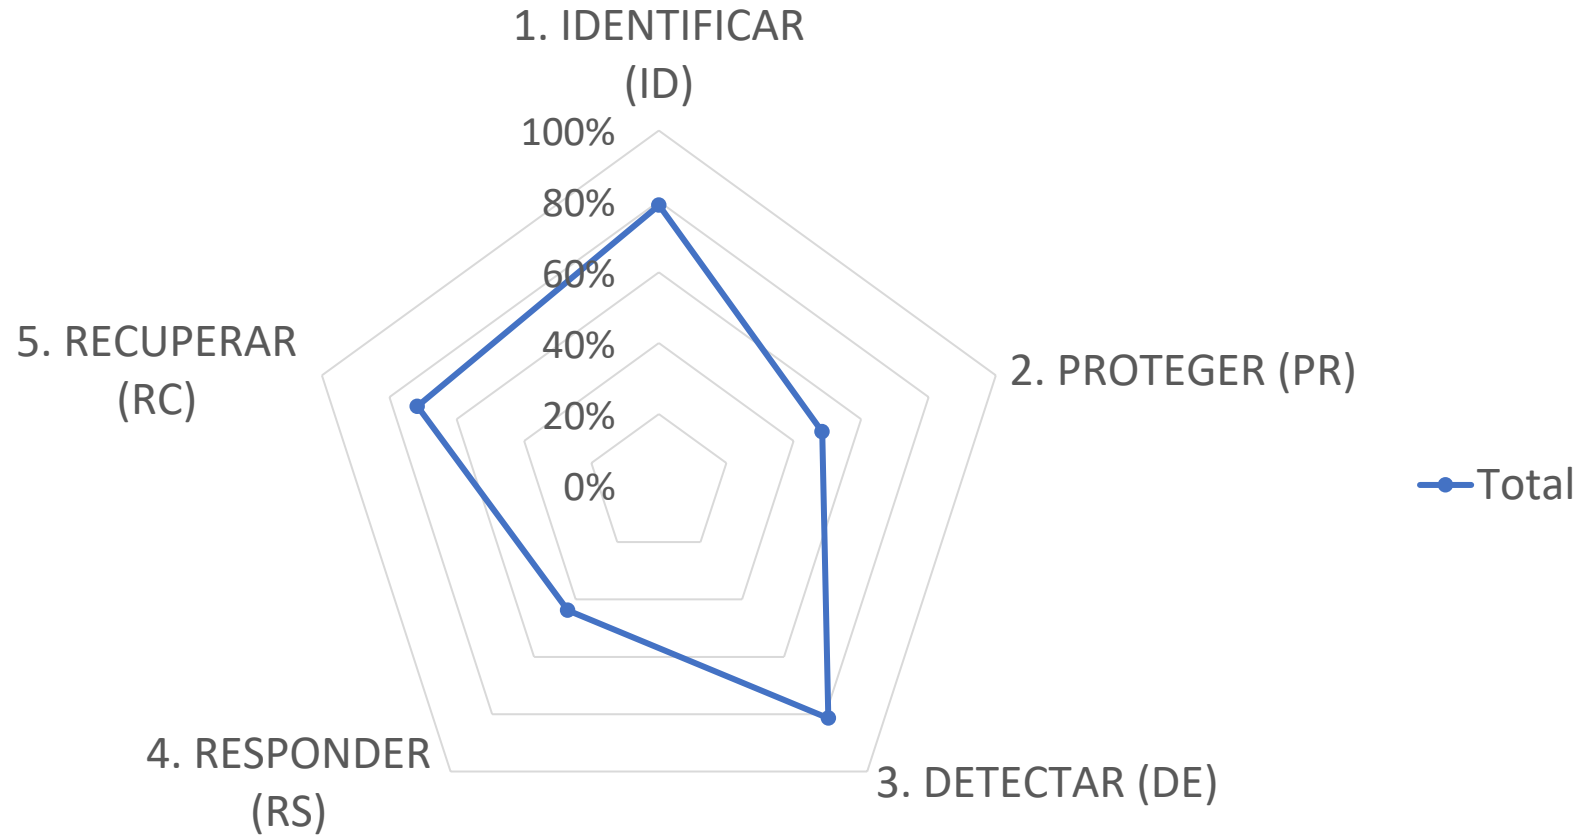 1. IDENTIFICAR
(ID)
100%
80%
60%
40%
20%
0%
2. PROTEGER (PR)
3. DETECTAR (DE)
4. RESPONDER
(RS)
5. RECUPERAR
(RC)
Total